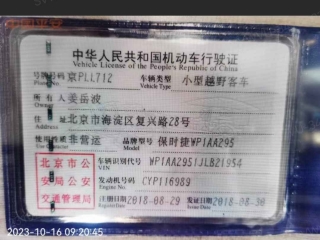 中华人民共和国机动车行驶证
Vehicle License of the People's Republic of China
号牌号码 京PLL712 车辆类型 Vehicle Type 小型越野客车
所有人 姜岳波
住址 北京市海淀区复兴路28号
使用性质 非营运 品牌型号 Model 保时捷WP1AA295
北京市公安局公安交通管理局
车辆识别代号 VIN WP1AA2951JLB21954
发动机号码 Engine No. CYP116989
注册日期 Register Date 2018-08-29 发证日期 Issue Date 2018-08-30
2023-10-16 09:20:45